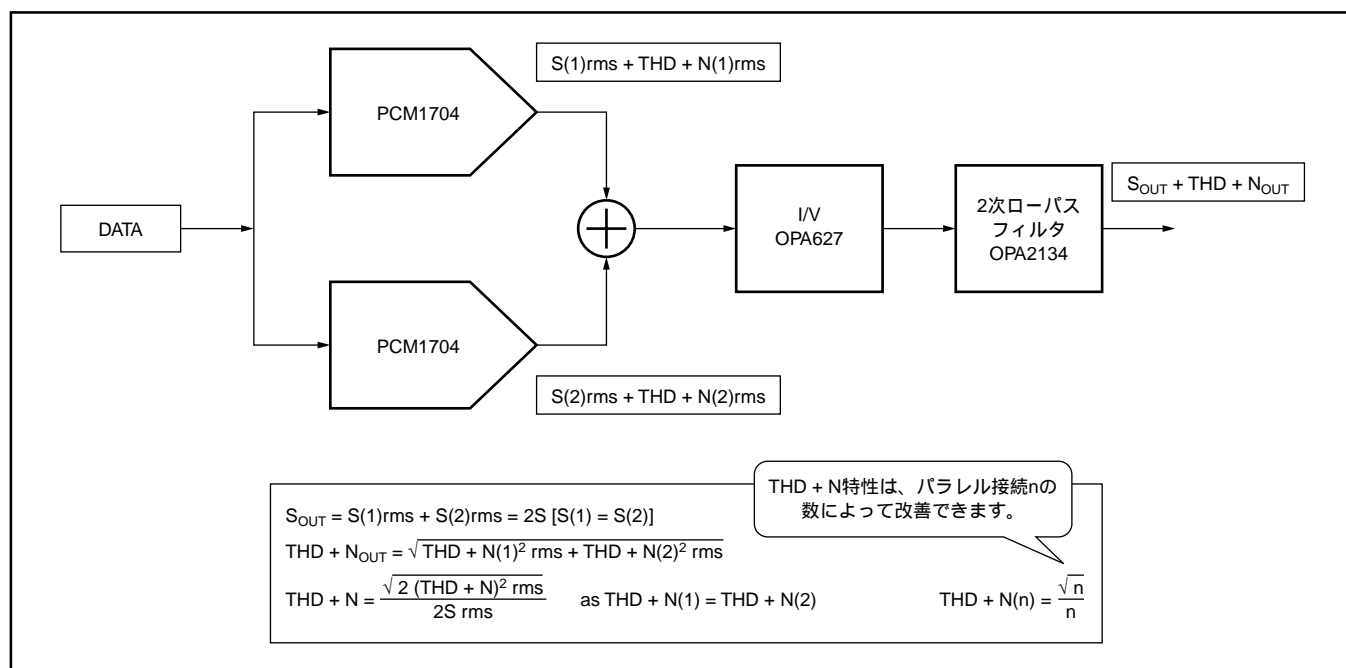 S(1)rms + THD + N(1)rms
PCM1704
DATA
I/V
OPA627
2次ローパス
フィルタ
OPA2134
S_OUT + THD + N_OUT
PCM1704
S(2)rms + THD + N(2)rms
THD + N特性は、パラレル接続nの
数によって改善できます。
S_OUT = S(1)rms + S(2)rms = 2S [S(1) = S(2)]
THD + N_OUT = √(THD + N(1)² rms + THD + N(2)² rms)
THD + N = √(2 (THD + N)² rms) / 2S rms as THD + N(1) = THD + N(2) THD + N(n) = √n / n